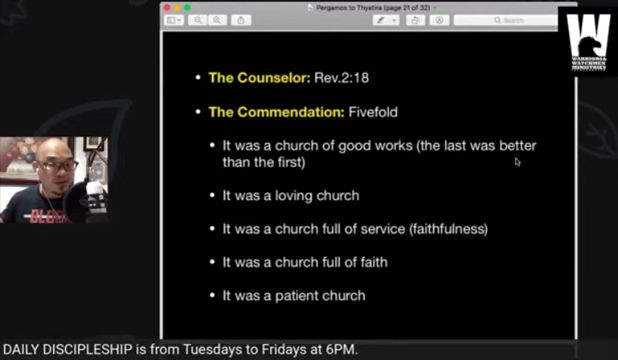 Pergamos to Thyatira (page 21 of 32)
Search
W
WARRIORS &
WATCHMEN
MINISTRIES
• The Counselor: Rev.2:18
• The Commendation: Fivefold
• It was a church of good works (the last was better
than the first)
• It was a loving church
• It was a church full of service (faithfulness)
• It was a church full of faith
• It was a patient church
DAILY DISCIPLESHIP is from Tuesdays to Fridays at 6PM.